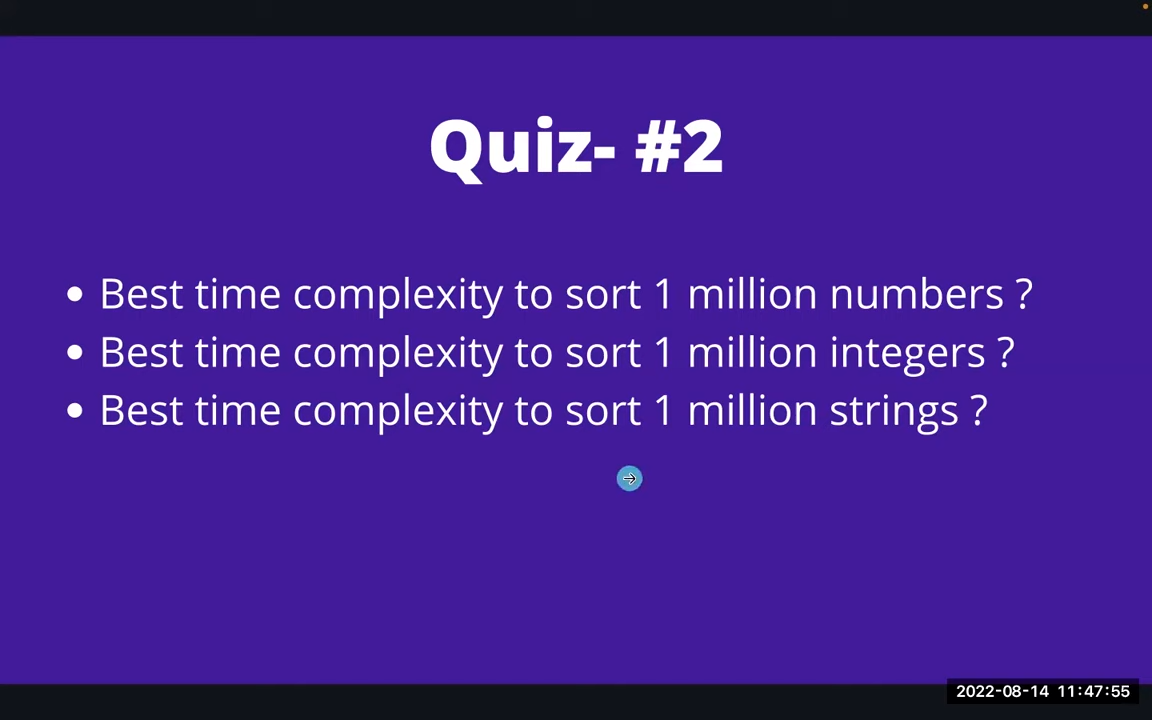 Quiz- #2
• Best time complexity to sort 1 million numbers ?
• Best time complexity to sort 1 million integers ?
• Best time complexity to sort 1 million strings ?
2022-08-14 11:47:55